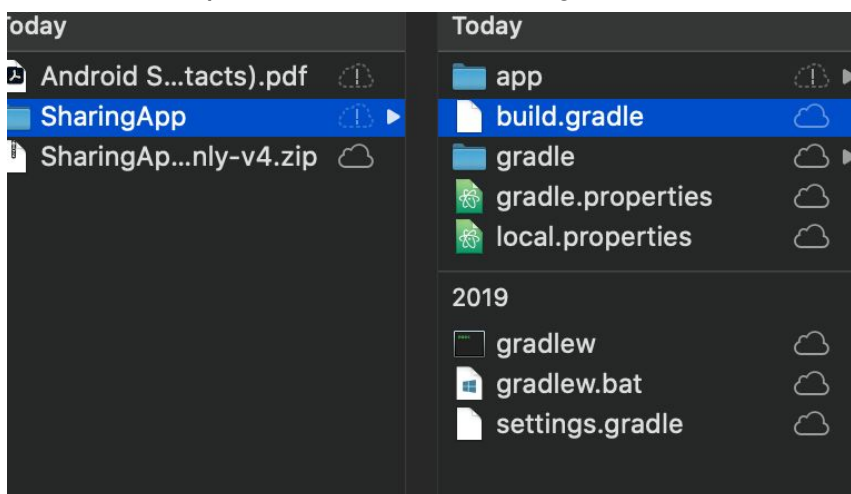 Today
Android S...tacts).pdf
SharingApp
SharingAp...nly-v4.zip
Today
app
build.gradle
gradle
gradle.properties
local.properties
2019
gradlew
gradlew.bat
settings.gradle